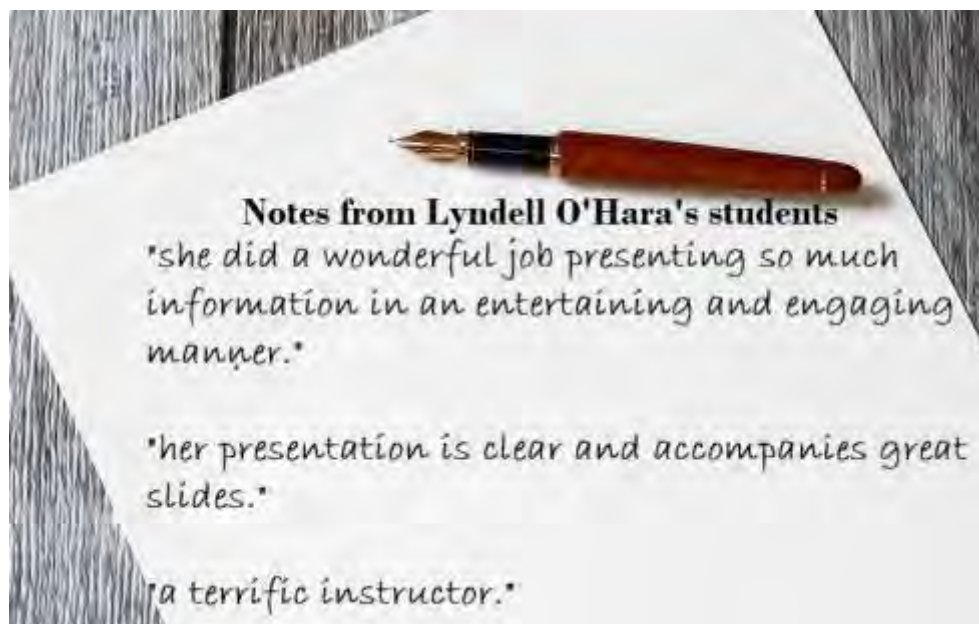 Notes from Lyndell O'Hara's students
"she did a wonderful job presenting so much
information in an entertaining and engaging
manner."
"her presentation is clear and accompanies great
slides."
"a terrific instructor."